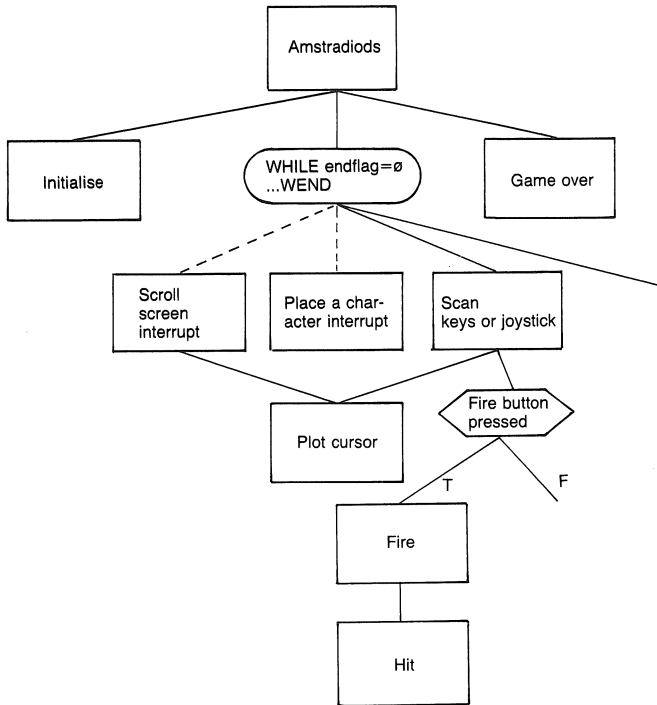 Amstradiods
Initialise
WHILE endflag=ø
...WEND
Game over
Scroll
screen
interrupt
Place a char-
acter interrupt
Scan
keys or joystick
Plot cursor
Fire button
pressed
T
F
Fire
Hit